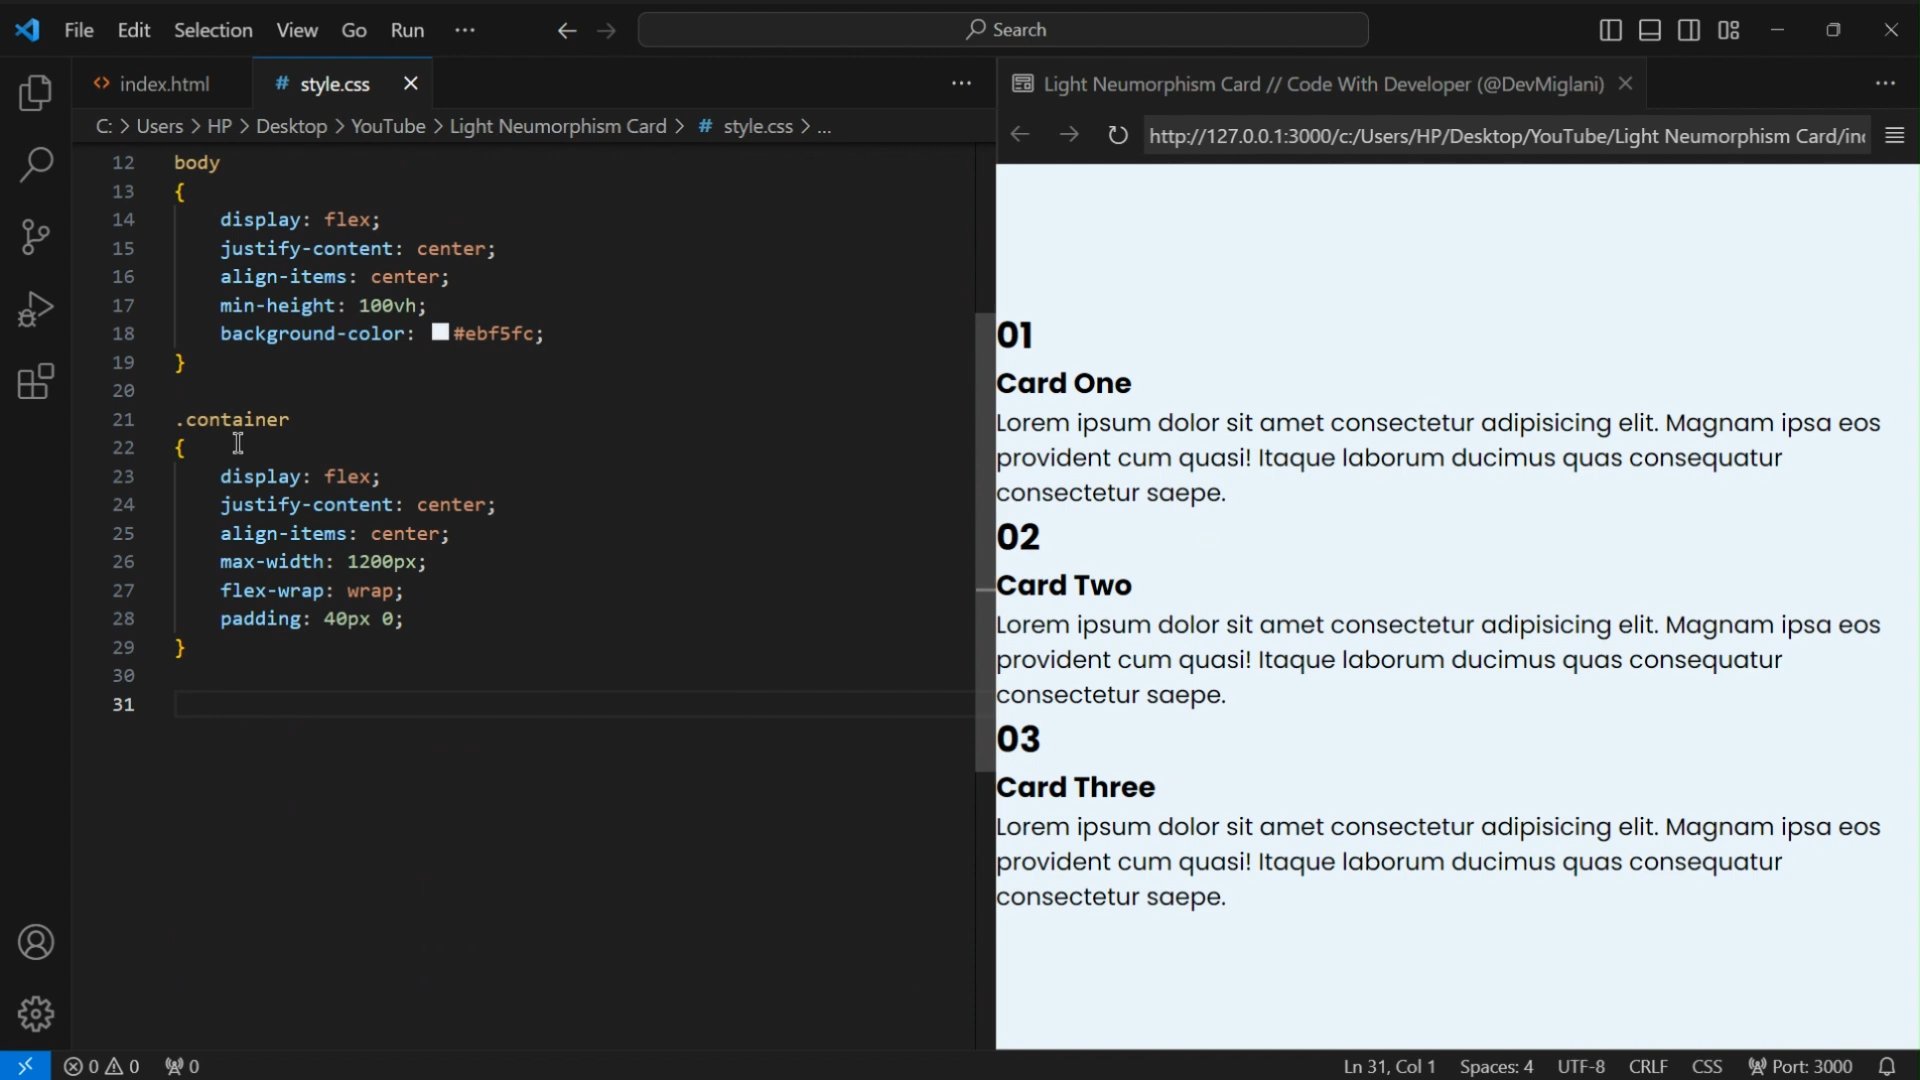 File Edit Selection View Go Run ···
Search
index.html
# style.css
Light Neumorphism Card // Code With Developer (@DevMiglani)
C: > Users > HP > Desktop > YouTube > Light Neumorphism Card > # style.css > ...
http://127.0.0.1:3000/c:/Users/HP/Desktop/YouTube/Light Neumorphism Card/in
12 body
13 {
14 display: flex;
15 justify-content: center;
16 align-items: center;
17 min-height: 100vh;
18 background-color: #ebf5fc;
19 }
20
21 .container
22 {
23 display: flex;
24 justify-content: center;
25 align-items: center;
26 max-width: 1200px;
27 flex-wrap: wrap;
28 padding: 40px 0;
29 }
30
31
01
Card One
Lorem ipsum dolor sit amet consectetur adipisicing elit. Magnam ipsa eos
provident cum quasi! Itaque laborum ducimus quas consequatur
consectetur saepe.
02
Card Two
Lorem ipsum dolor sit amet consectetur adipisicing elit. Magnam ipsa eos
provident cum quasi! Itaque laborum ducimus quas consequatur
consectetur saepe.
03
Card Three
Lorem ipsum dolor sit amet consectetur adipisicing elit. Magnam ipsa eos
provident cum quasi! Itaque laborum ducimus quas consequatur
consectetur saepe.
0 0 0
Ln 31, Col 1 Spaces: 4 UTF-8 CRLF CSS Port: 3000